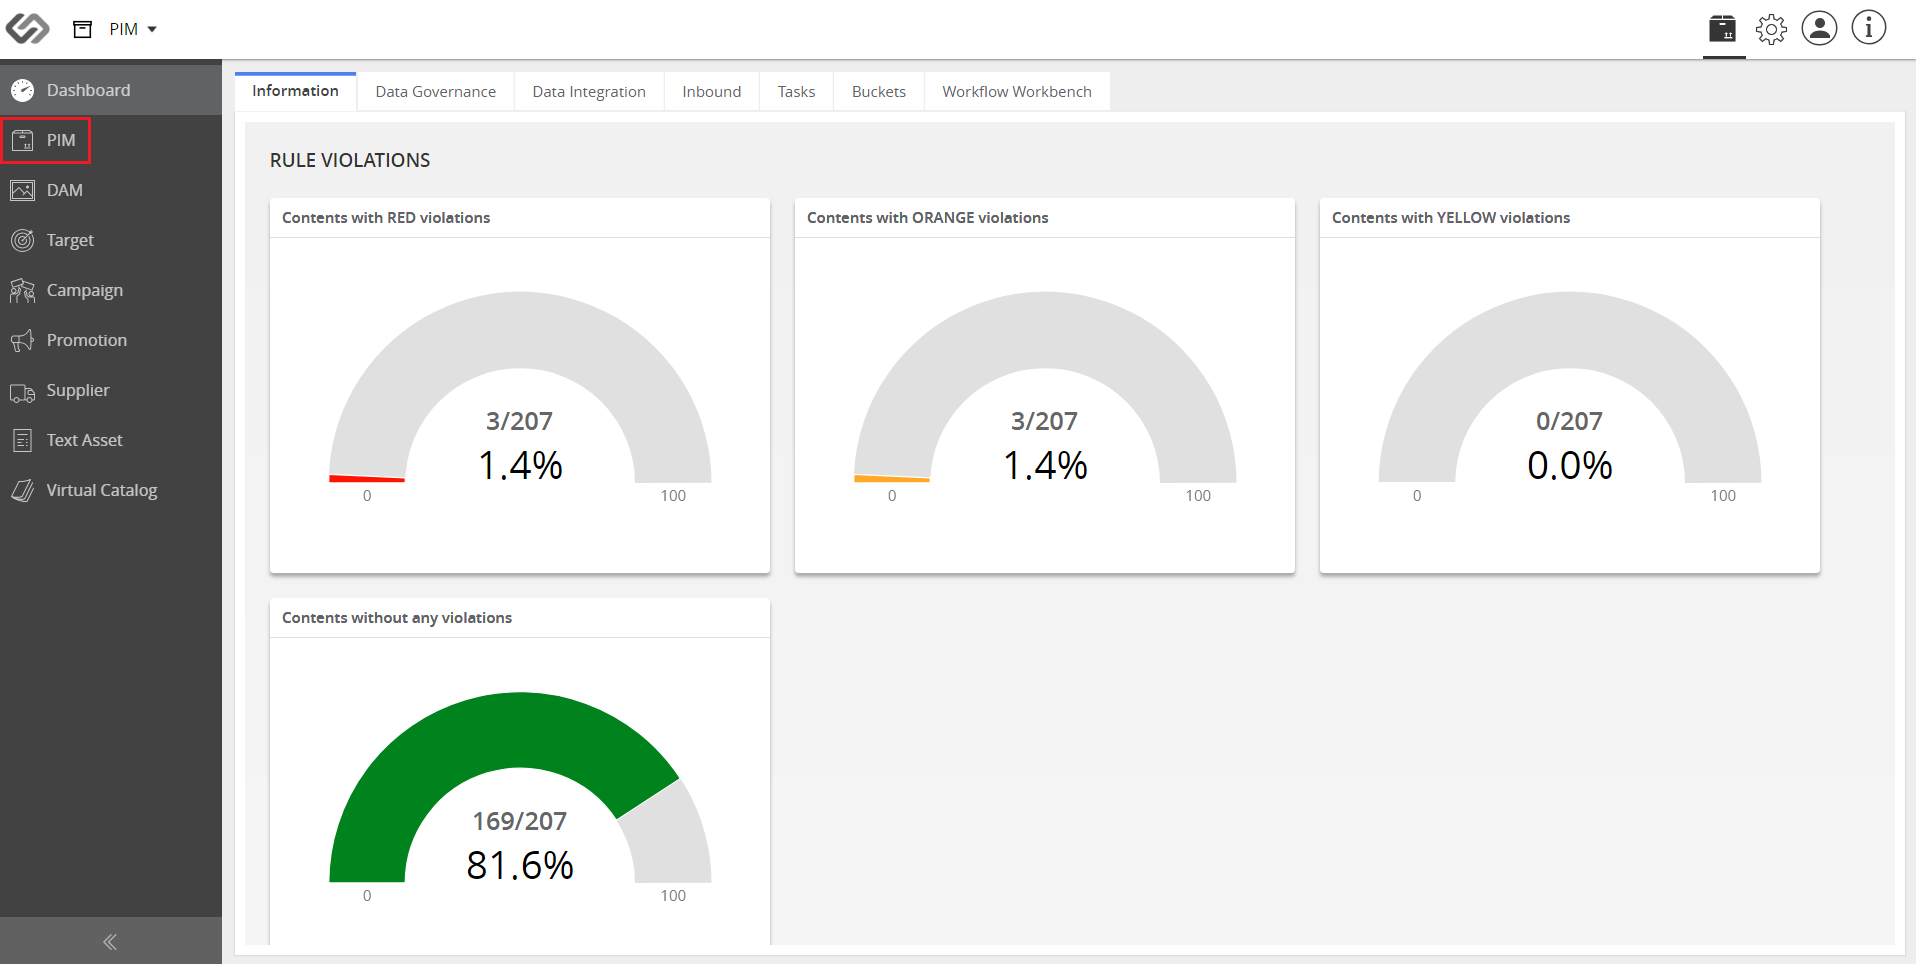 PIM
Dashboard
PIM
DAM
Target
Campaign
Promotion
Supplier
Text Asset
Virtual Catalog
Information
Data Governance
Data Integration
Inbound
Tasks
Buckets
Workflow Workbench
RULE VIOLATIONS
Contents with RED violations
3/207
1.4%
0
100
Contents with ORANGE violations
3/207
1.4%
0
100
Contents with YELLOW violations
0/207
0.0%
0
100
Contents without any violations
169/207
81.6%
0
100